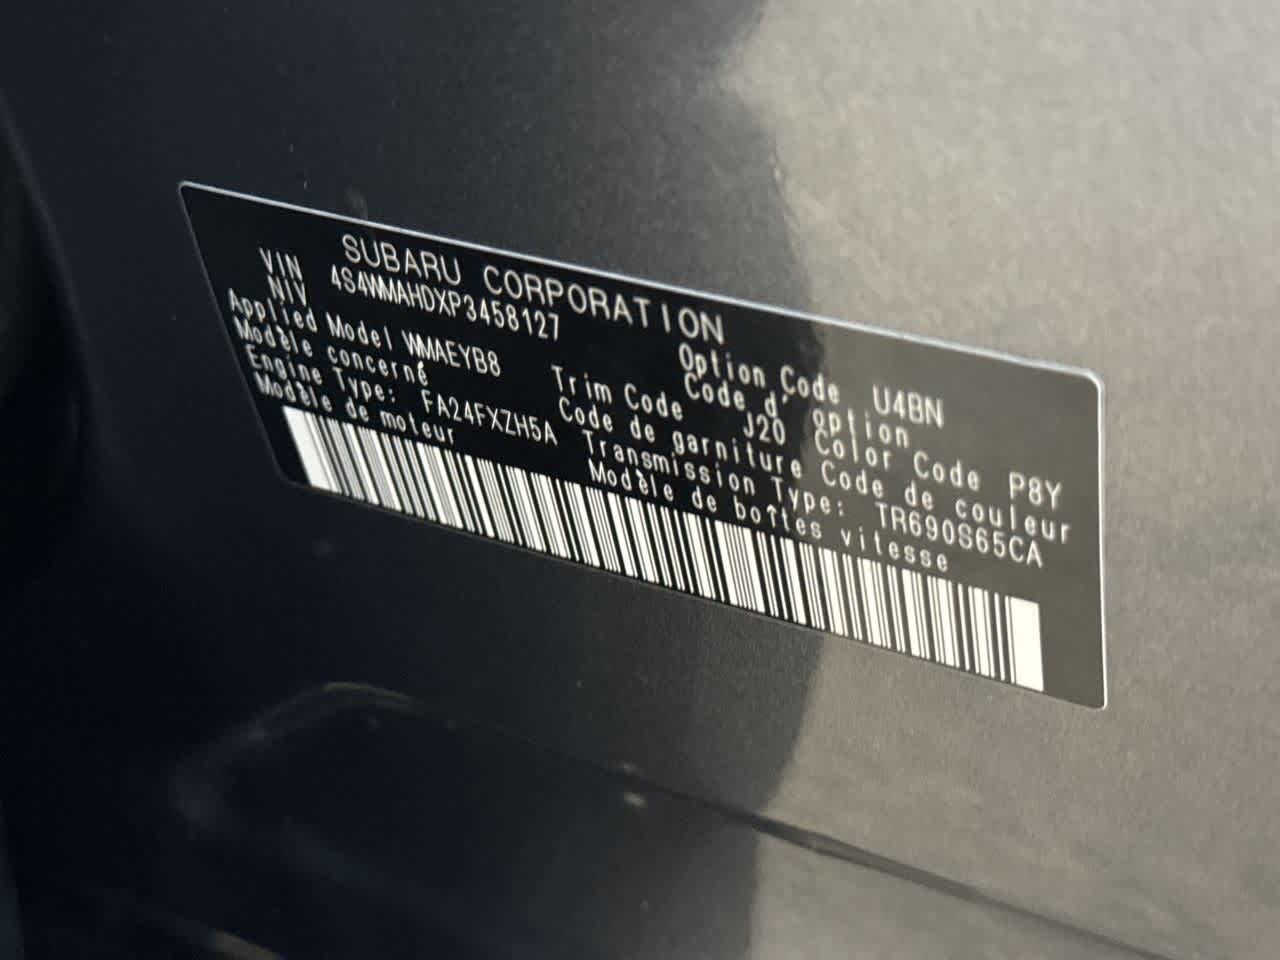 SUBARU CORPORATION
VIN 4S4WMAHDXP3458127
NIV
Option Code U4BN
Code d'option
Applied Model WMAEYB8
Modèle concerné
Trim Code J20
Code de garniture
Color Code P8Y
Code de couleur
Engine Type: FA24FXZH5A
Modèle de moteur
Transmission Type: TR690S65CA
Modèle de boîtes vitesse